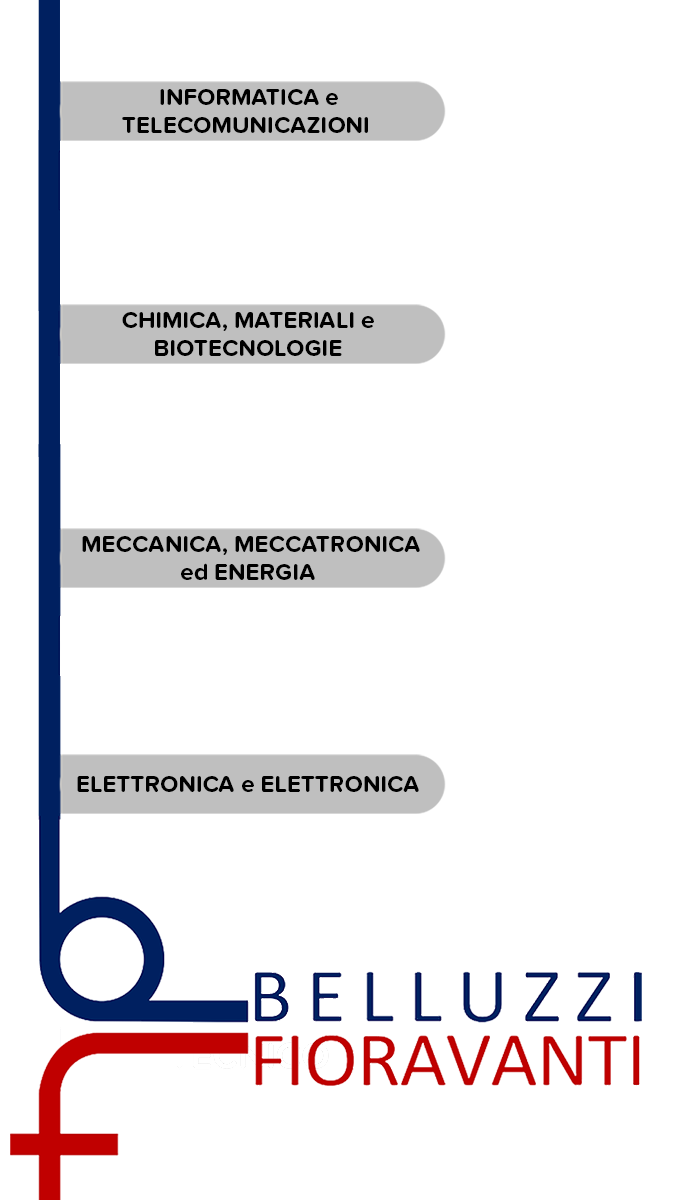 INFORMATICA e
TELECOMUNICAZIONI
CHIMICA, MATERIALI e
BIOTECNOLOGIE
MECCANICA, MECCATRONICA
ed ENERGIA
ELETTRONICA e ELETTRONICA
BELLUZZI
FIORAVANTI